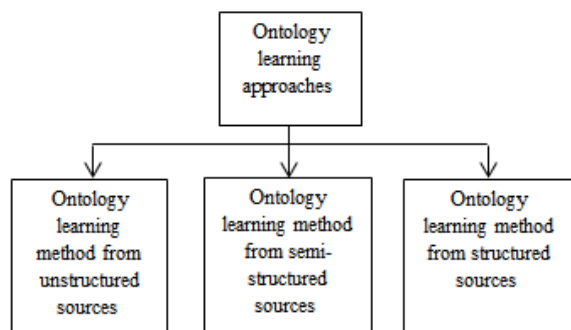 Ontology
learning
approaches
Ontology
learning
method from
unstructured
sources
Ontology
learning method
from semi-
structured
sources
Ontology
learning method
from structured
sources